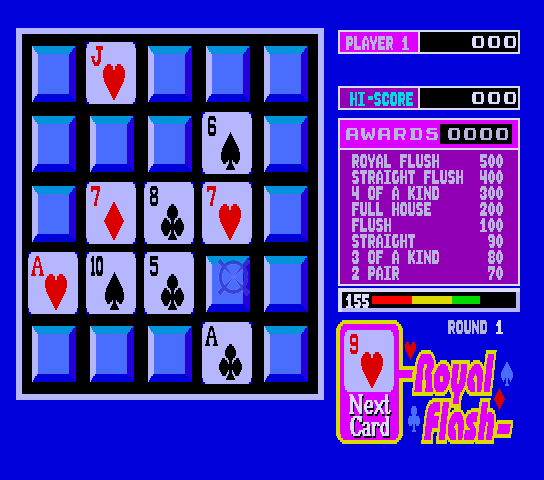 PLAYER 1 000
HI-SCORE 000
AWARDS 0000
ROYAL FLUSH 500
STRAIGHT FLUSH 400
4 OF A KIND 300
FULL HOUSE 200
FLUSH 100
STRAIGHT 90
3 OF A KIND 80
2 PAIR 70
155
ROUND 1
J
6
7 8 7
A 10 5
A
9
Next
Card
Royal
flash